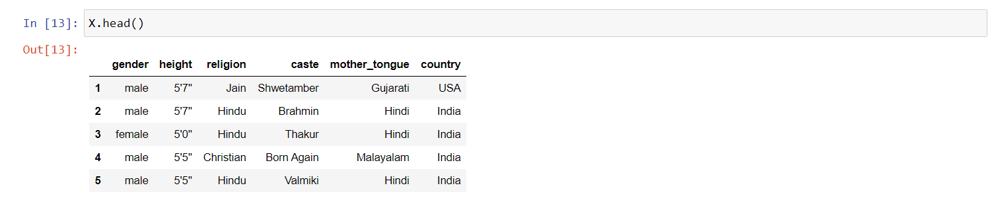 In [13]: X.head()
Out[13]:
gender height religion caste mother_tongue country
1 male 5'7" Jain Shwetamber Gujarati USA
2 male 5'7" Hindu Brahmin Hindi India
3 female 5'0" Hindu Thakur Hindi India
4 male 5'5" Christian Born Again Malayalam India
5 male 5'5" Hindu Valmiki Hindi India